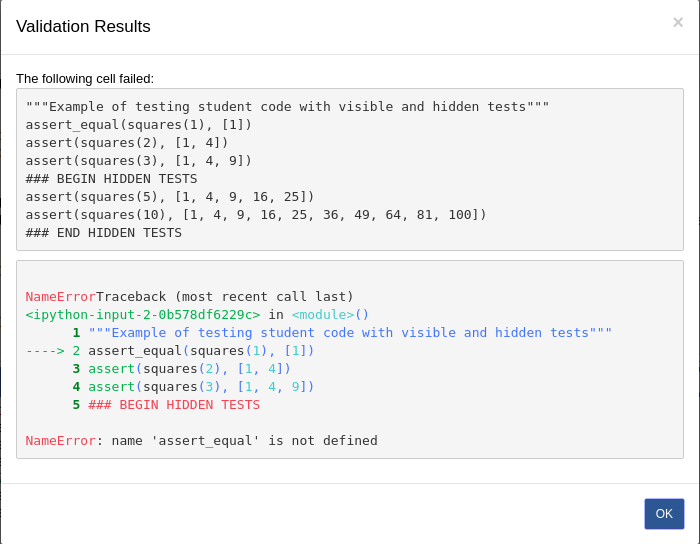 Validation Results
×
The following cell failed:
"""Example of testing student code with visible and hidden tests"""
assert_equal(squares(1), [1])
assert(squares(2), [1, 4])
assert(squares(3), [1, 4, 9])
### BEGIN HIDDEN TESTS
assert(squares(5), [1, 4, 9, 16, 25])
assert(squares(10), [1, 4, 9, 16, 25, 36, 49, 64, 81, 100])
### END HIDDEN TESTS
NameErrorTraceback (most recent call last)
<ipython-input-2-0b578df6229c> in <module>()
      1 """Example of testing student code with visible and hidden tests"""
----> 2 assert_equal(squares(1), [1])
      3 assert(squares(2), [1, 4])
      4 assert(squares(3), [1, 4, 9])
      5 ### BEGIN HIDDEN TESTS
NameError: name 'assert_equal' is not defined
OK